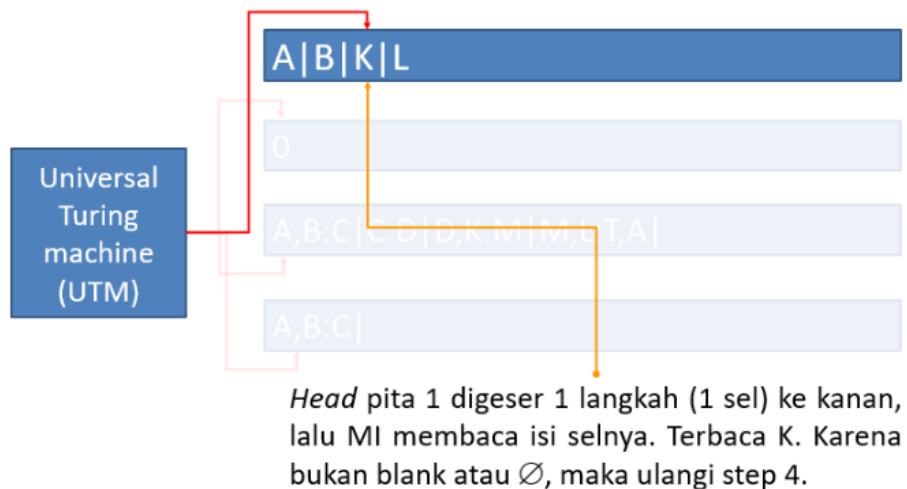 A|B|K|L
0
Universal
Turing
machine
(UTM)
A,B:C|C:D|D,K:M|M,L:T,A|
A,B:C|
Head pita 1 digeser 1 langkah (1 sel) ke kanan,
lalu MI membaca isi selnya. Terbaca K. Karena
bukan blank atau ∅, maka ulangi step 4.